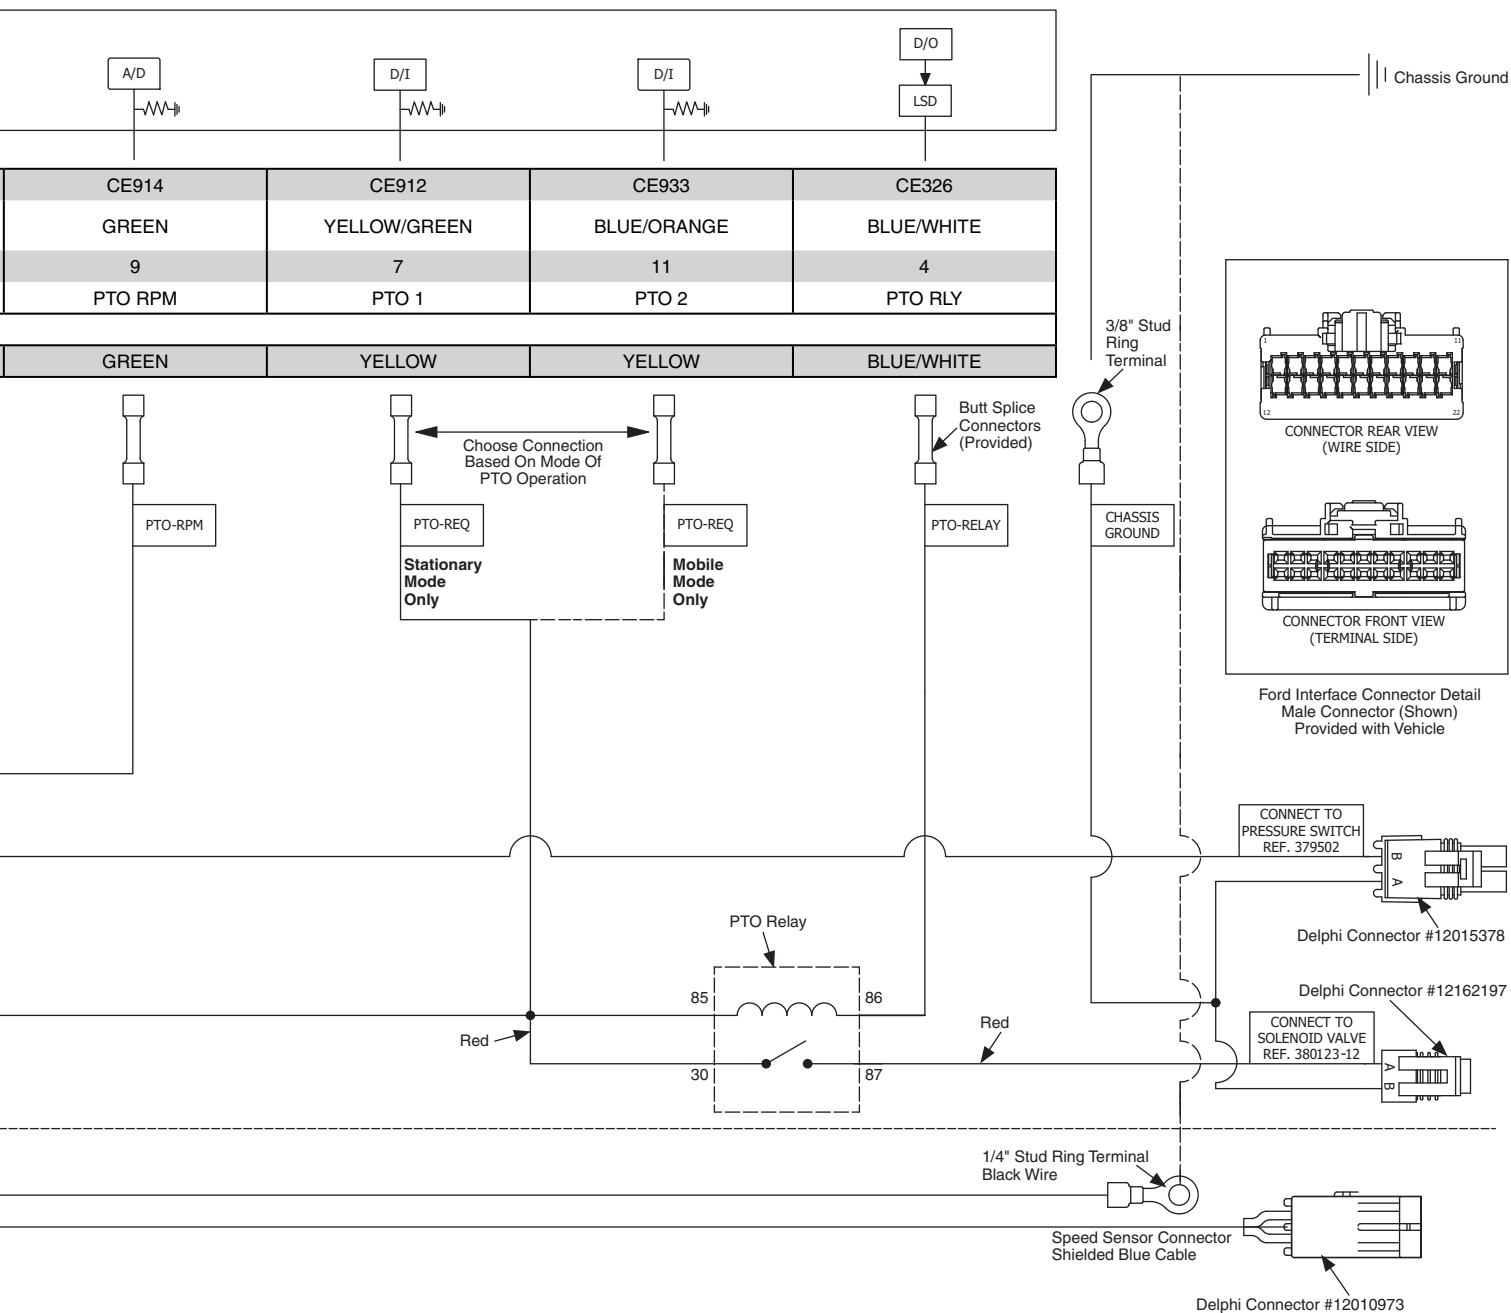 D/O
A/D
D/I
D/I
LSD
Chassis Ground
CE914 CE912 CE933 CE326
GREEN YELLOW/GREEN BLUE/ORANGE BLUE/WHITE
9 7 11 4
PTO RPM PTO 1 PTO 2 PTO RLY
GREEN YELLOW YELLOW BLUE/WHITE
3/8" Stud
Ring
Terminal
Butt Splice
Connectors
(Provided)
Choose Connection
Based On Mode Of
PTO Operation
PTO-RPM
PTO-REQ
PTO-REQ
PTO-RELAY
CHASSIS
GROUND
Stationary
Mode
Only
Mobile
Mode
Only
1
11
12
22
CONNECTOR REAR VIEW
(WIRE SIDE)
CONNECTOR FRONT VIEW
(TERMINAL SIDE)
Ford Interface Connector Detail
Male Connector (Shown)
Provided with Vehicle
CONNECT TO
PRESSURE SWITCH
REF. 379502
B
A
Delphi Connector #12015378
PTO Relay
85
86
30
87
Red
Red
Delphi Connector #12162197
CONNECT TO
SOLENOID VALVE
REF. 380123-12
A
B
1/4" Stud Ring Terminal
Black Wire
Speed Sensor Connector
Shielded Blue Cable
Delphi Connector #12010973